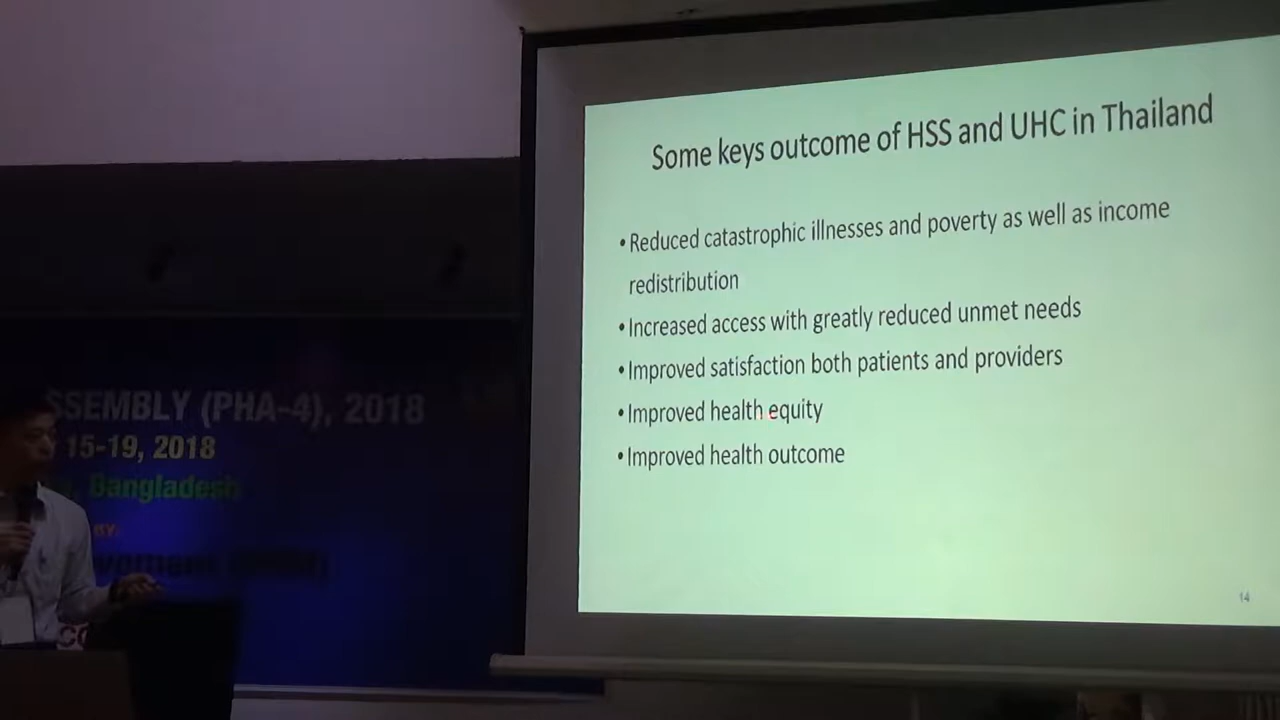 Some keys outcome of HSS and UHC in Thailand
•Reduced catastrophic illnesses and poverty as well as income
redistribution
•Increased access with greatly reduced unmet needs
•Improved satisfaction both patients and providers
•Improved health equity
•Improved health outcome
14
SSEMBLY (PHA-4), 2018
15-19, 2018
Bangladesh
BY: